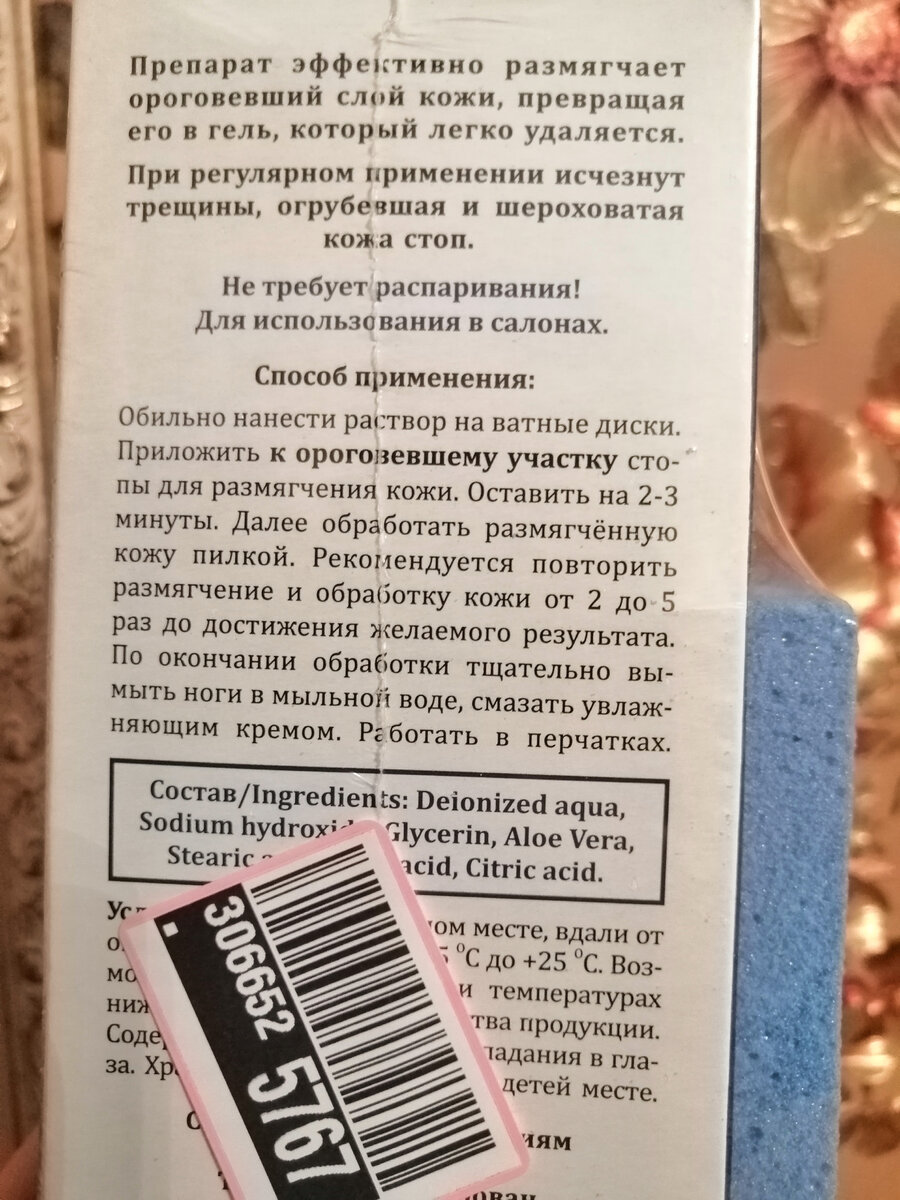 Препарат эффективно размягчает
ороговевший слой кожи, превращая
его в гель, который легко удаляется.
При регулярном применении исчезнут
трещины, огрубевшая и шероховатая
кожа стоп.
Не требует распаривания!
Для использования в салонах.
Способ применения:
Обильно нанести раствор на ватные диски.
Приложить к ороговевшему участку сто-
пы для размягчения кожи. Оставить на 2-3
минуты. Далее обработать размягчённую
кожу пилкой. Рекомендуется повторить
размягчение и обработку кожи от 2 до 5
раз до достижения желаемого результата.
По окончании обработки тщательно вы-
мыть ноги в мыльной воде, смазать увлаж-
няющим кремом. Работать в перчатках.
Состав/Ingredients: Deionized aqua,
Sodium Glycerin, Aloe Vera,
Stearic acid, Citric acid.
месте, вдали от
°C до +25 °C. Воз-
и температурах
продукции.
в гла-
за. детей месте.
306652 5767